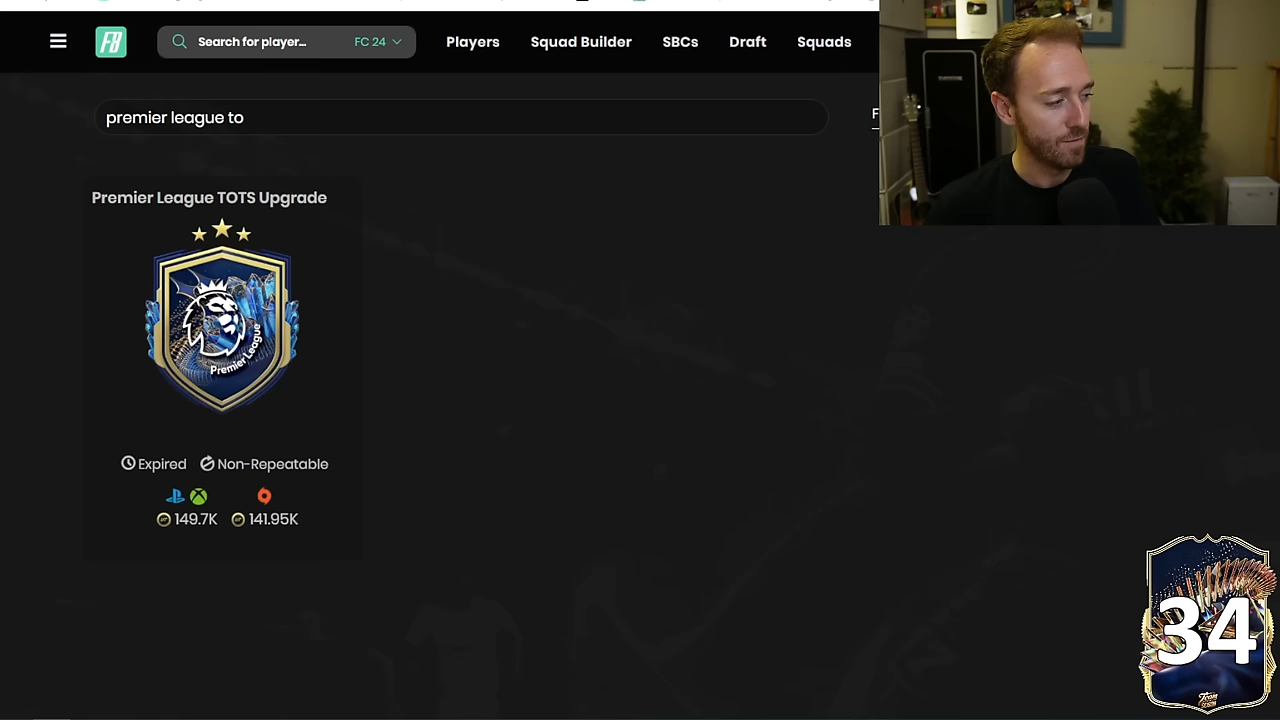 FB
Search for player...
FC 24
Players
Squad Builder
SBCs
Draft
Squads
premier league to
F
Premier League TOTS Upgrade
Premier League
Expired
Non-Repeatable
149.7K
141.95K
34